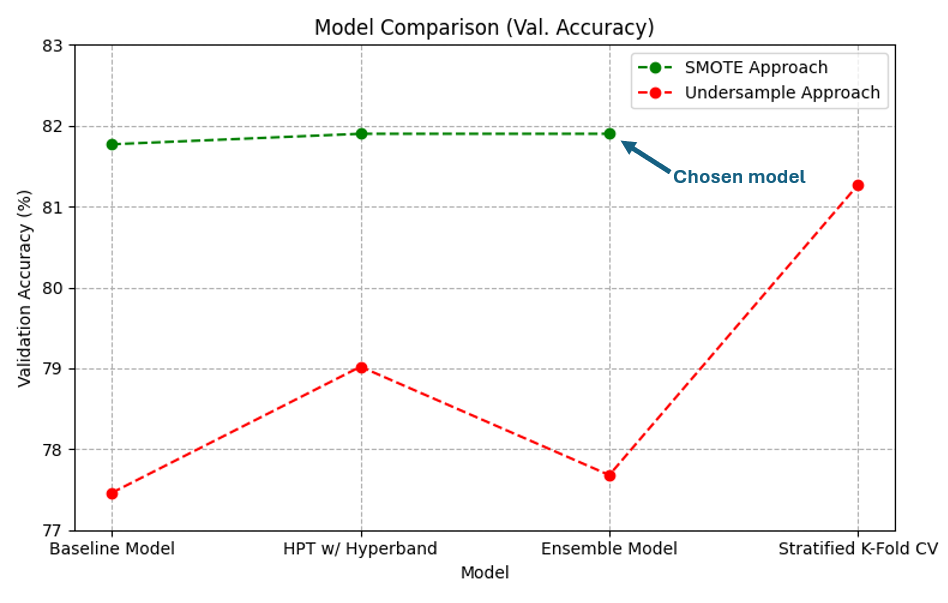 Model Comparison (Val. Accuracy)
83
82
81
80
79
78
77
Validation Accuracy (%)
SMOTE Approach
Undersample Approach
Chosen model
Baseline Model
HPT w/ Hyperband
Ensemble Model
Stratified K-Fold CV
Model